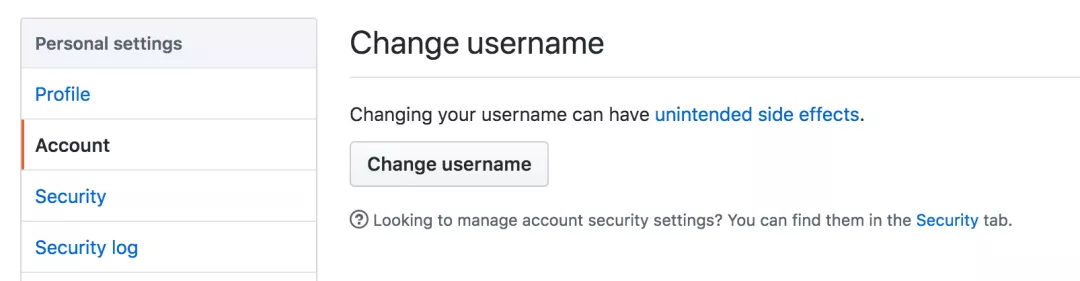 Personal settings
Profile
Account
Security
Security log
Change username
Changing your username can have unintended side effects.
Change username
Looking to manage account security settings? You can find them in the Security tab.